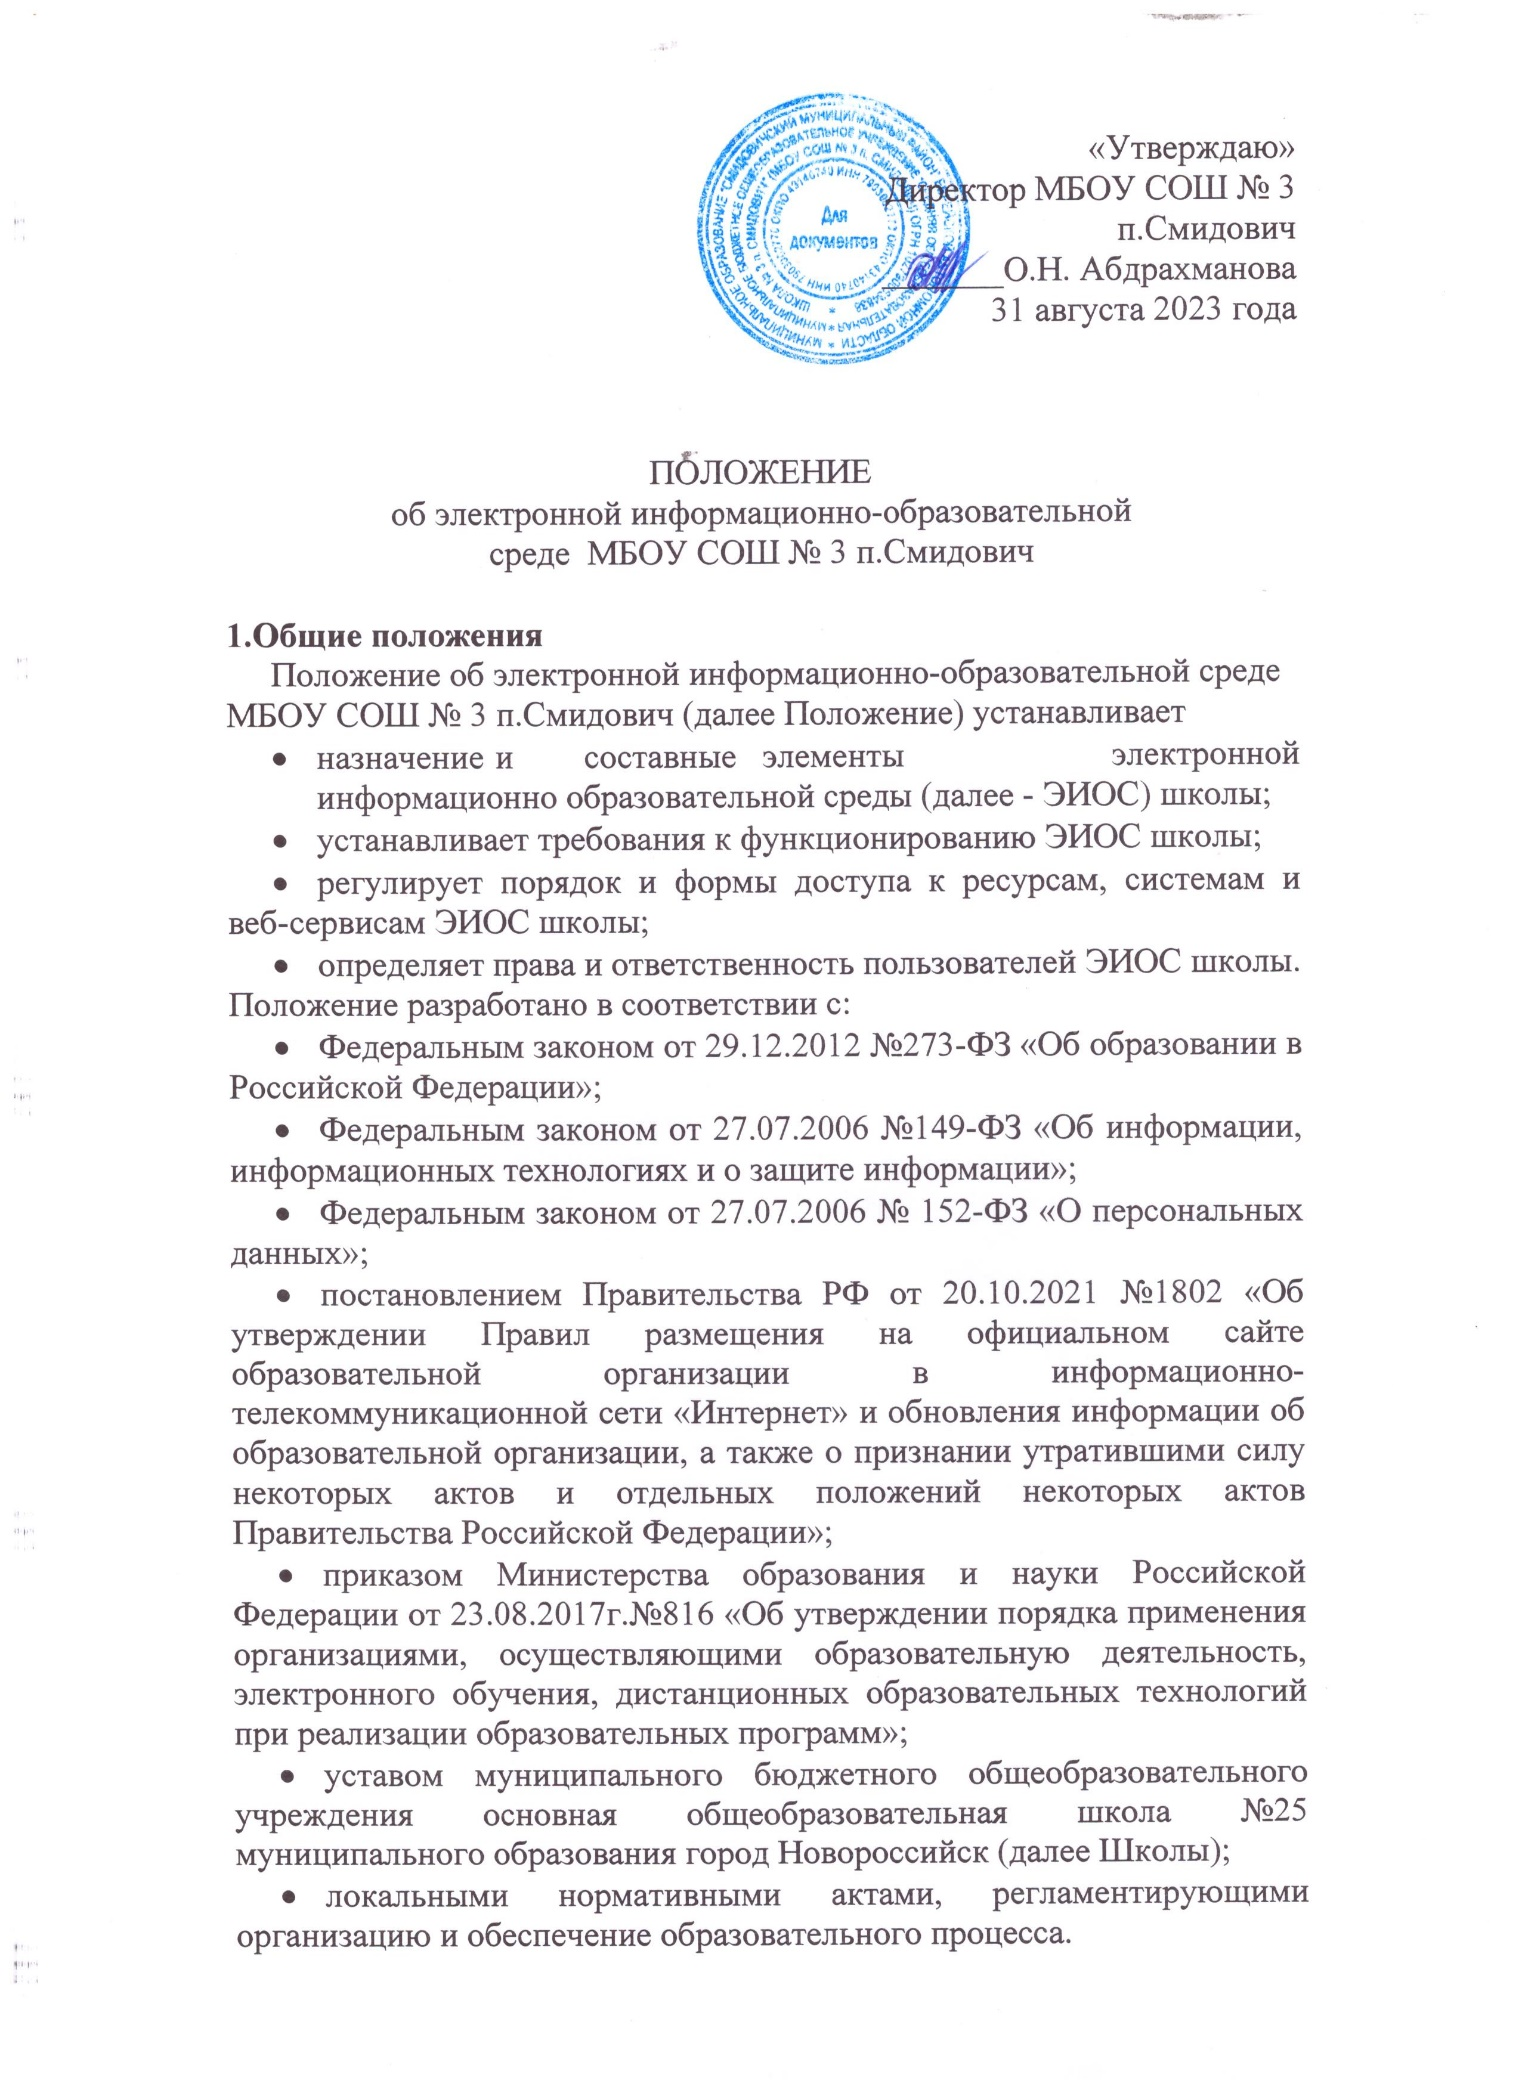 «Утверждаю»
Директор МБОУ СОШ № 3
п.Смидович
О.Н. Абдрахманова
31 августа 2023 года
Для
документов
ПОЛОЖЕНИЕ
об электронной информационно-образовательной
среде МБОУ СОШ № 3 п.Смидович
1.Общие положения
Положение об электронной информационно-образовательной среде
МБОУ СОШ № 3 п.Смидович (далее Положение) устанавливает
• назначение и составные элементы электронной
информационно образовательной среды (далее - ЭИОС) школы;
• устанавливает требования к функционированию ЭИОС школы;
• регулирует порядок и формы доступа к ресурсам, системам и
веб-сервисам ЭИОС школы;
• определяет права и ответственность пользователей ЭИОС школы.
Положение разработано в соответствии с:
• Федеральным законом от 29.12.2012 №273-ФЗ «Об образовании в
Российской Федерации»;
• Федеральным законом от 27.07.2006 №149-ФЗ «Об информации,
информационных технологиях и о защите информации»;
• Федеральным законом от 27.07.2006 № 152-ФЗ «О персональных
данных»;
• постановлением Правительства РФ от 20.10.2021 №1802 «Об
утверждении Правил размещения на официальном сайте
образовательной организации в информационно-
телекоммуникационной сети «Интернет» и обновления информации об
образовательной организации, а также о признании утратившими силу
некоторых актов и отдельных положений некоторых актов
Правительства Российской Федерации»;
• приказом Министерства образования и науки Российской
Федерации от 23.08.2017г.№816 «Об утверждении порядка применения
организациями, осуществляющими образовательную деятельность,
электронного обучения, дистанционных образовательных технологий
при реализации образовательных программ»;
• уставом муниципального бюджетного общеобразовательного
учреждения основная общеобразовательная школа №25
муниципального образования город Новороссийск (далее Школы);
• локальными нормативными актами, регламентирующими
организацию и обеспечение образовательного процесса.